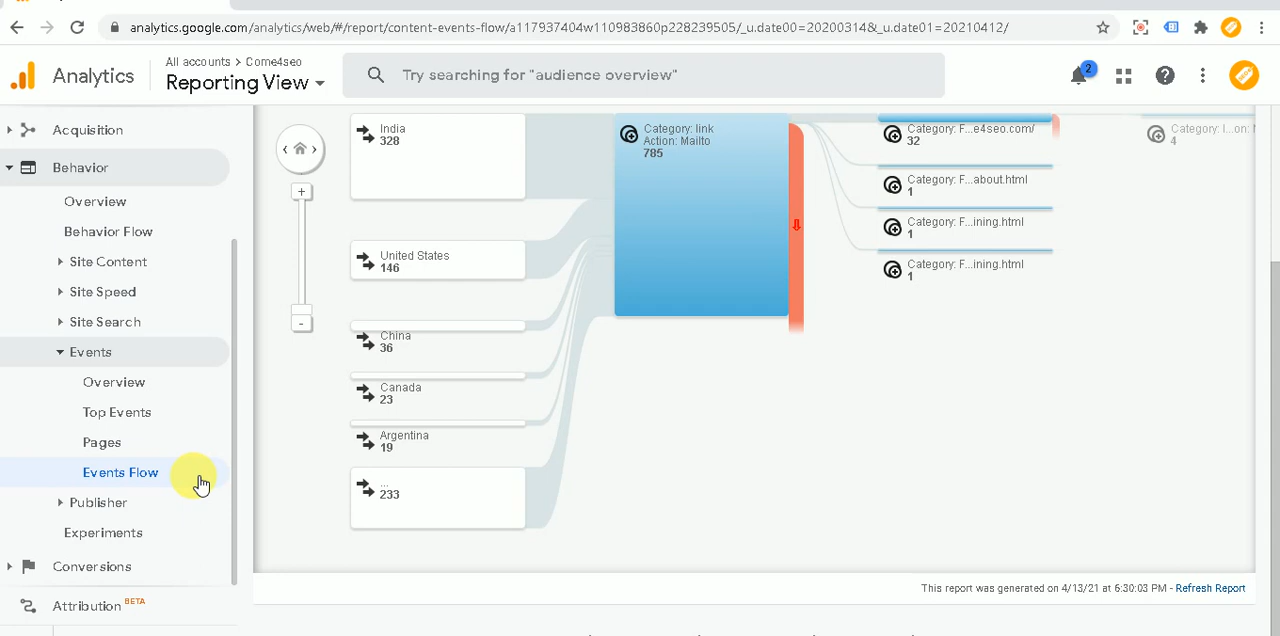 analytics.google.com/analytics/web/#/report/content-events-flow/a117937404w110983860p228239505/_u.date00=20200314&_u.date01=20210412/
Analytics
All accounts > Come4seo
Reporting View
Try searching for "audience overview"
2
Acquisition
Behavior
Overview
Behavior Flow
Site Content
Site Speed
Site Search
Events
Overview
Top Events
Pages
Events Flow
Publisher
Experiments
Conversions
Attribution BETA
+
-
India
328
United States
146
China
36
Canada
23
Argentina
19
...
233
Category: link
Action: Mailto
785
Category: F...e4seo.com/
32
Category: F...about.html
1
Category: F...ining.html
1
Category: F...ining.html
1
Category: l...on: M
4
This report was generated on 4/13/21 at 6:30:03 PM - Refresh Report